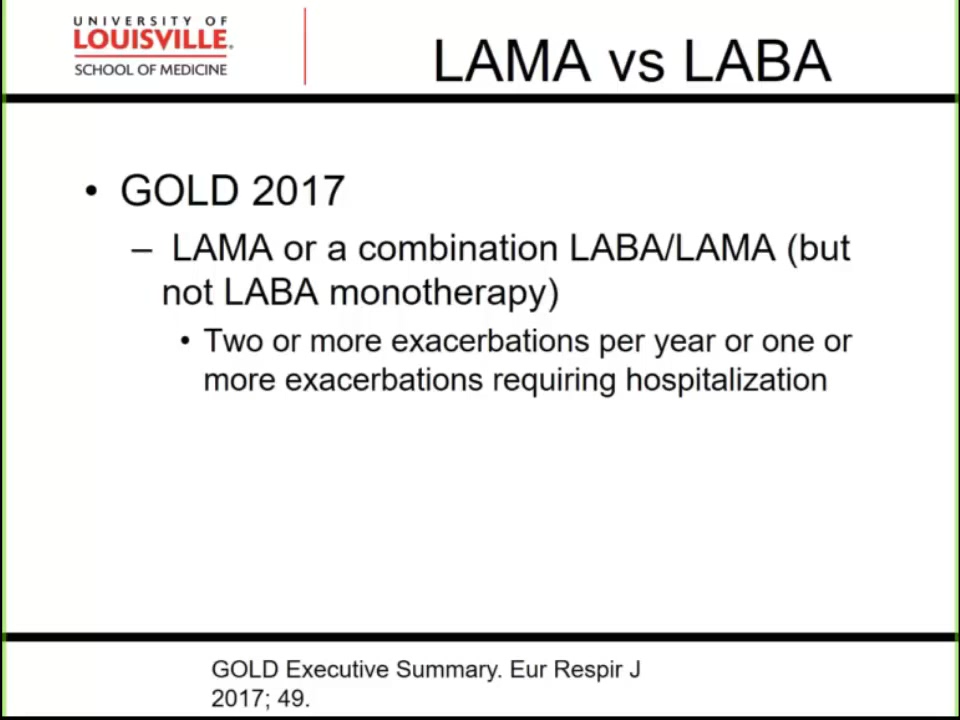 UNIVERSITY OF
LOUISVILLE.
SCHOOL OF MEDICINE
LAMA vs LABA
• GOLD 2017
– LAMA or a combination LABA/LAMA (but
not LABA monotherapy)
• Two or more exacerbations per year or one or
more exacerbations requiring hospitalization
GOLD Executive Summary. Eur Respir J
2017; 49.